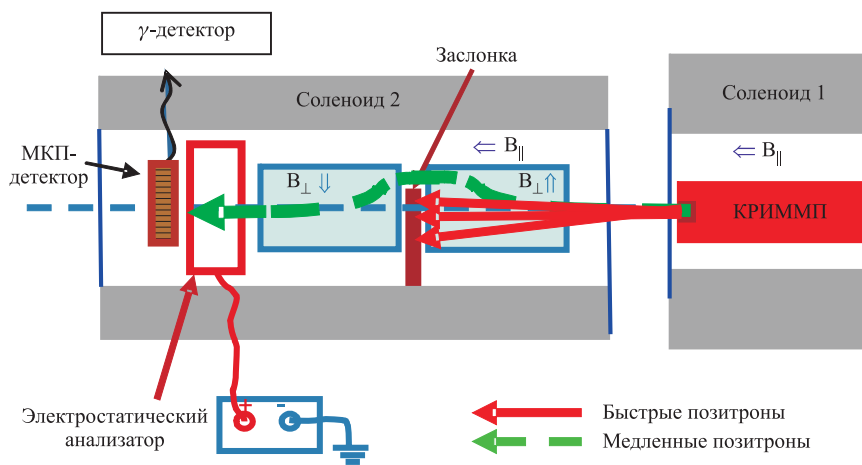 γ-детектор
Заслонка
Соленоид 2
Соленоид 1
МКП-
детектор
⇐ B∥
⇐ B∥
B⊥ ⇓
B⊥ ⇑
КРИММП
+ -
Электростатический
анализатор
Быстрые позитроны
Медленные позитроны